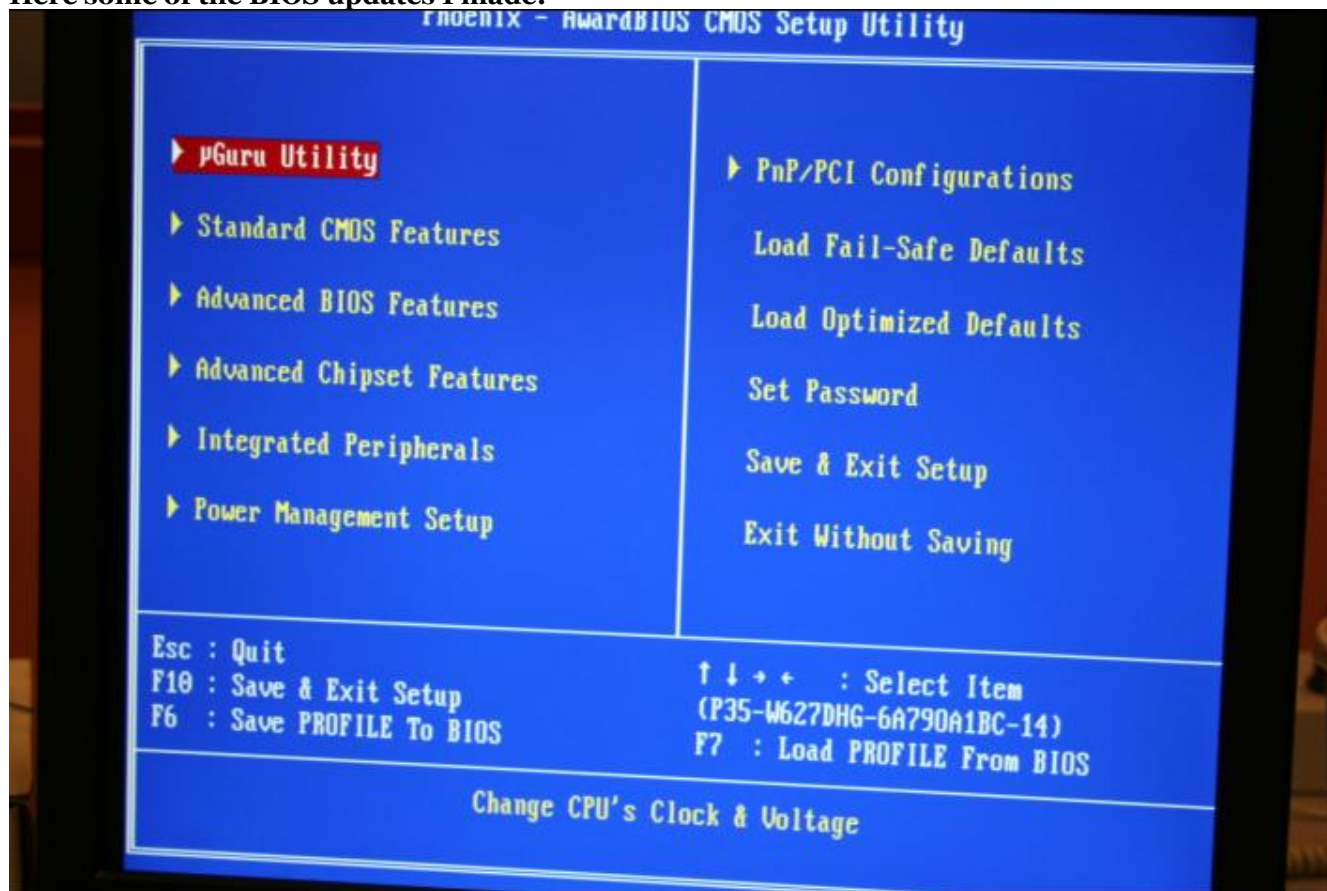 Here some of the BIOS updates I made:
Phoenix - AwardBIOS CMOS Setup Utility
µGuru Utility
Standard CMOS Features
Advanced BIOS Features
Advanced Chipset Features
Integrated Peripherals
Power Management Setup
PnP/PCI Configurations
Load Fail-Safe Defaults
Load Optimized Defaults
Set Password
Save & Exit Setup
Exit Without Saving
Esc : Quit
F10 : Save & Exit Setup
F6 : Save PROFILE To BIOS
↑ ↓ → ← : Select Item
(P35-W627DHG-6A790A1BC-14)
F7 : Load PROFILE From BIOS
Change CPU's Clock & Voltage